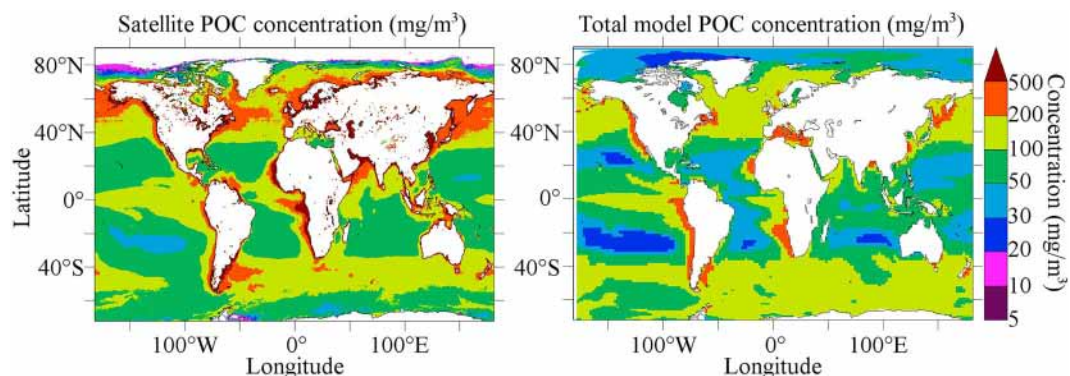 Satellite POC concentration (mg/m³)
Total model POC concentration (mg/m³)
80°N
40°N
0°
40°S
Latitude
100°W
0°
100°E
Longitude
80°N
40°N
0°
40°S
100°W
0°
100°E
Longitude
500
200
100
50
30
20
10
5
Concentration (mg/m³)